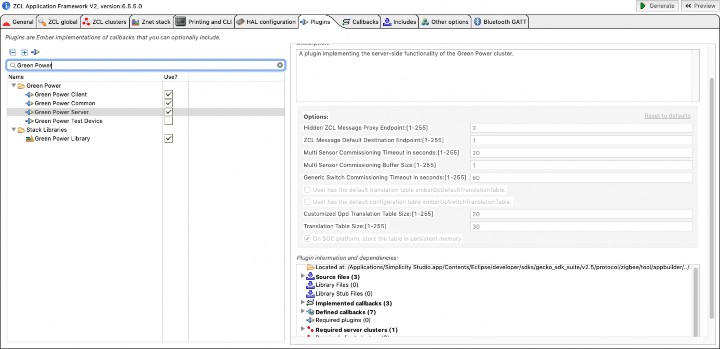 ZCL Application Framework V2, version:6.5.5.0
Generate
Preview
General
ZCL global
ZCL clusters
Znet stack
Printing and CLI
HAL configuration
Plugins
Callbacks
Includes
Other options
Bluetooth GATT
Plugins are Ember implementations of callbacks that you can optionally include.
Green Power
Name Use?
Green Power
Green Power Client
Green Power Common
Green Power Server
Green Power Test Device
Stack Libraries
Green Power Library
A plugin implementing the server-side functionality of the Green Power cluster.
Options: Reset to defaults
Hidden ZCL Message Proxy Endpoint:[1-255] 2
ZCL Message Default Destination Endpoint:[1-255] 1
Multi Sensor Commissioning Timeout in seconds:[1-255] 20
Multi Sensor Commissioning Buffer Size:[1-255] 1
Generic Switch Commissioning Timeout in seconds:[1-255] 60
User has the default translation table emberGpDefaultTranslationTable.
User has the default configuration table emberGpSwitchTranslationTable.
Customized Gpd Translation Table Size:[1-255] 20
Translation Table Size:[1-255] 30
On SOC platform, store the table in persistent memory
Plugin information and dependencies:
Located at: /Applications/Simplicity Studio.app/Contents/Eclipse/developer/sdks/gecko_sdk_suite/v2.5/protocol/zigbee/tool/appbuilder/../
Source files (3)
Library Files (0)
Library Stub Files (0)
Implemented callbacks (3)
Defined callbacks (7)
Required plugins (0)
Required server clusters (1)